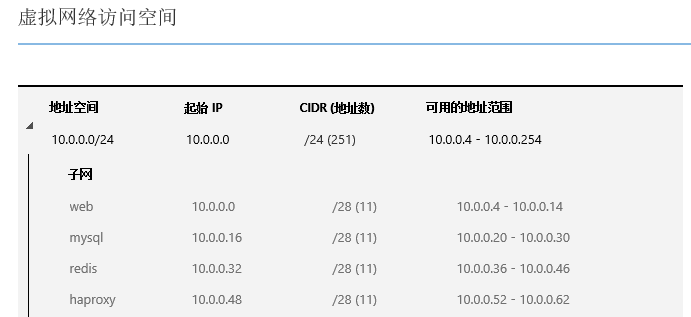 虚拟网络访问空间
地址空间 起始 IP CIDR (地址数) 可用的地址范围
10.0.0.0/24 10.0.0.0 /24 (251) 10.0.0.4 - 10.0.0.254
子网
web 10.0.0.0 /28 (11) 10.0.0.4 - 10.0.0.14
mysql 10.0.0.16 /28 (11) 10.0.0.20 - 10.0.0.30
redis 10.0.0.32 /28 (11) 10.0.0.36 - 10.0.0.46
haproxy 10.0.0.48 /28 (11) 10.0.0.52 - 10.0.0.62